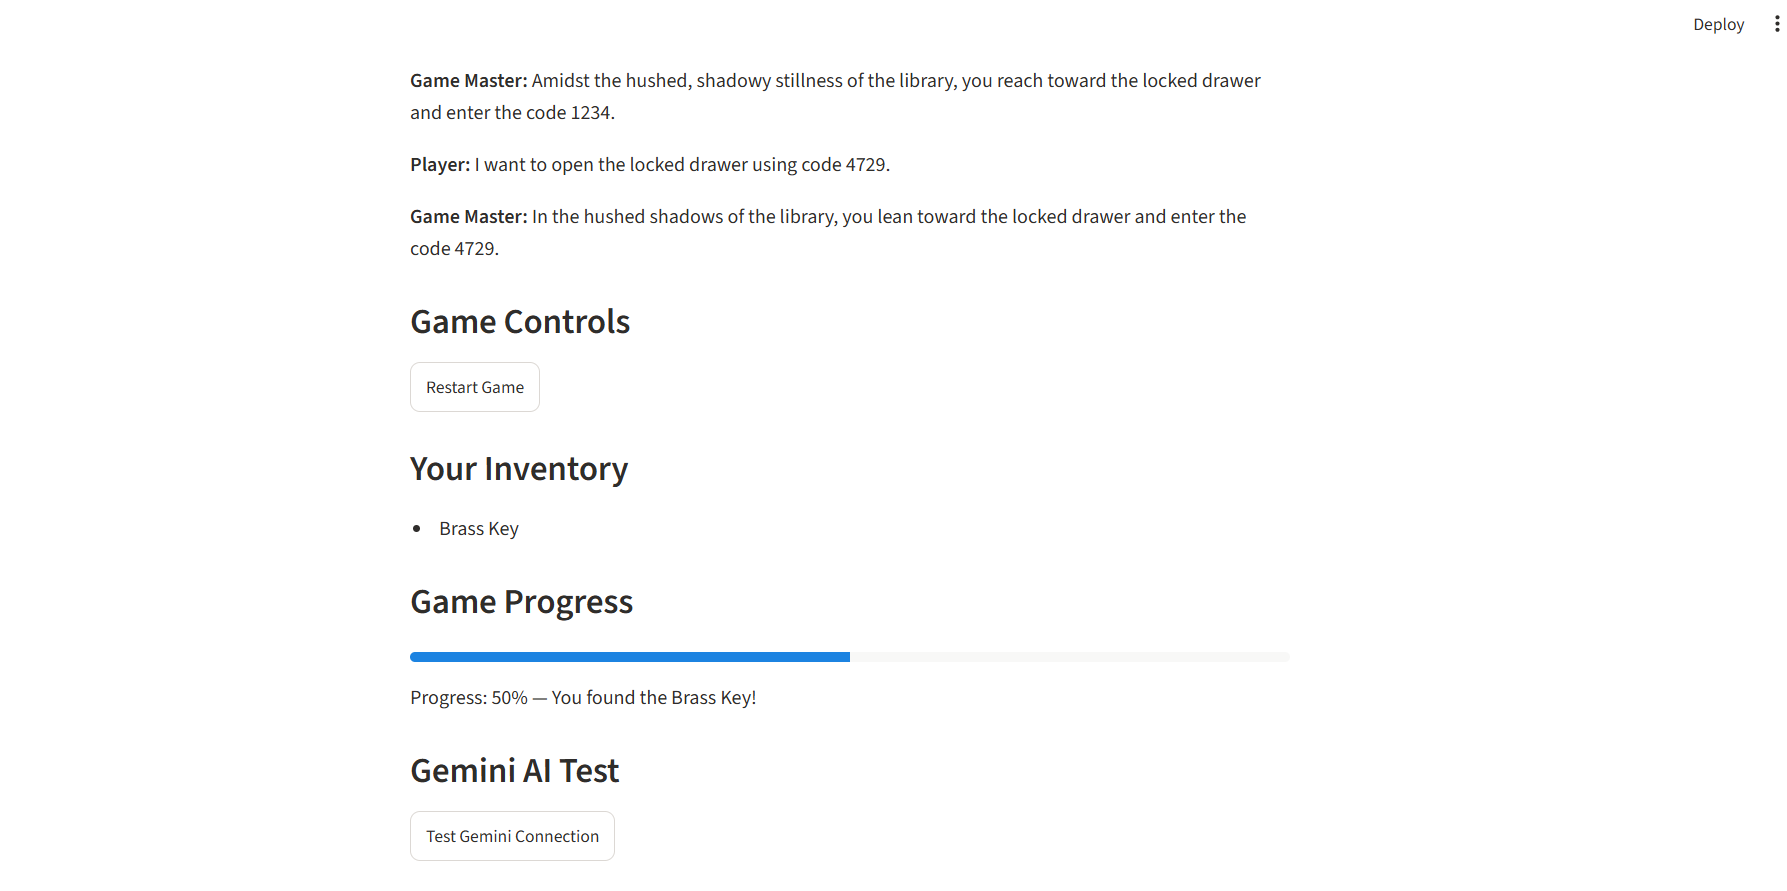 Deploy
Game Master: Amidst the hushed, shadowy stillness of the library, you reach toward the locked drawer
and enter the code 1234.
Player: I want to open the locked drawer using code 4729.
Game Master: In the hushed shadows of the library, you lean toward the locked drawer and enter the
code 4729.
Game Controls
Restart Game
Your Inventory
• Brass Key
Game Progress
Progress: 50% — You found the Brass Key!
Gemini AI Test
Test Gemini Connection